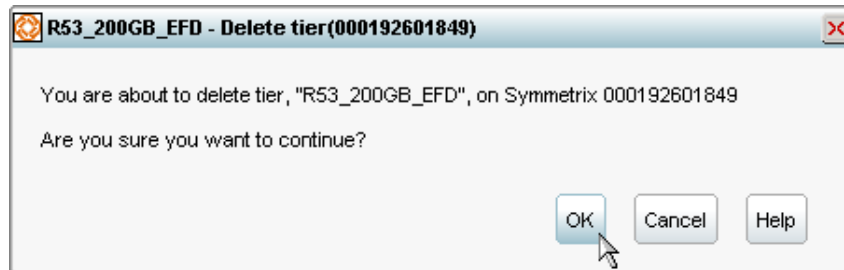 R53_200GB_EFD - Delete tier(000192601849)
You are about to delete tier, "R53_200GB_EFD", on Symmetrix 000192601849
Are you sure you want to continue?
OK Cancel Help